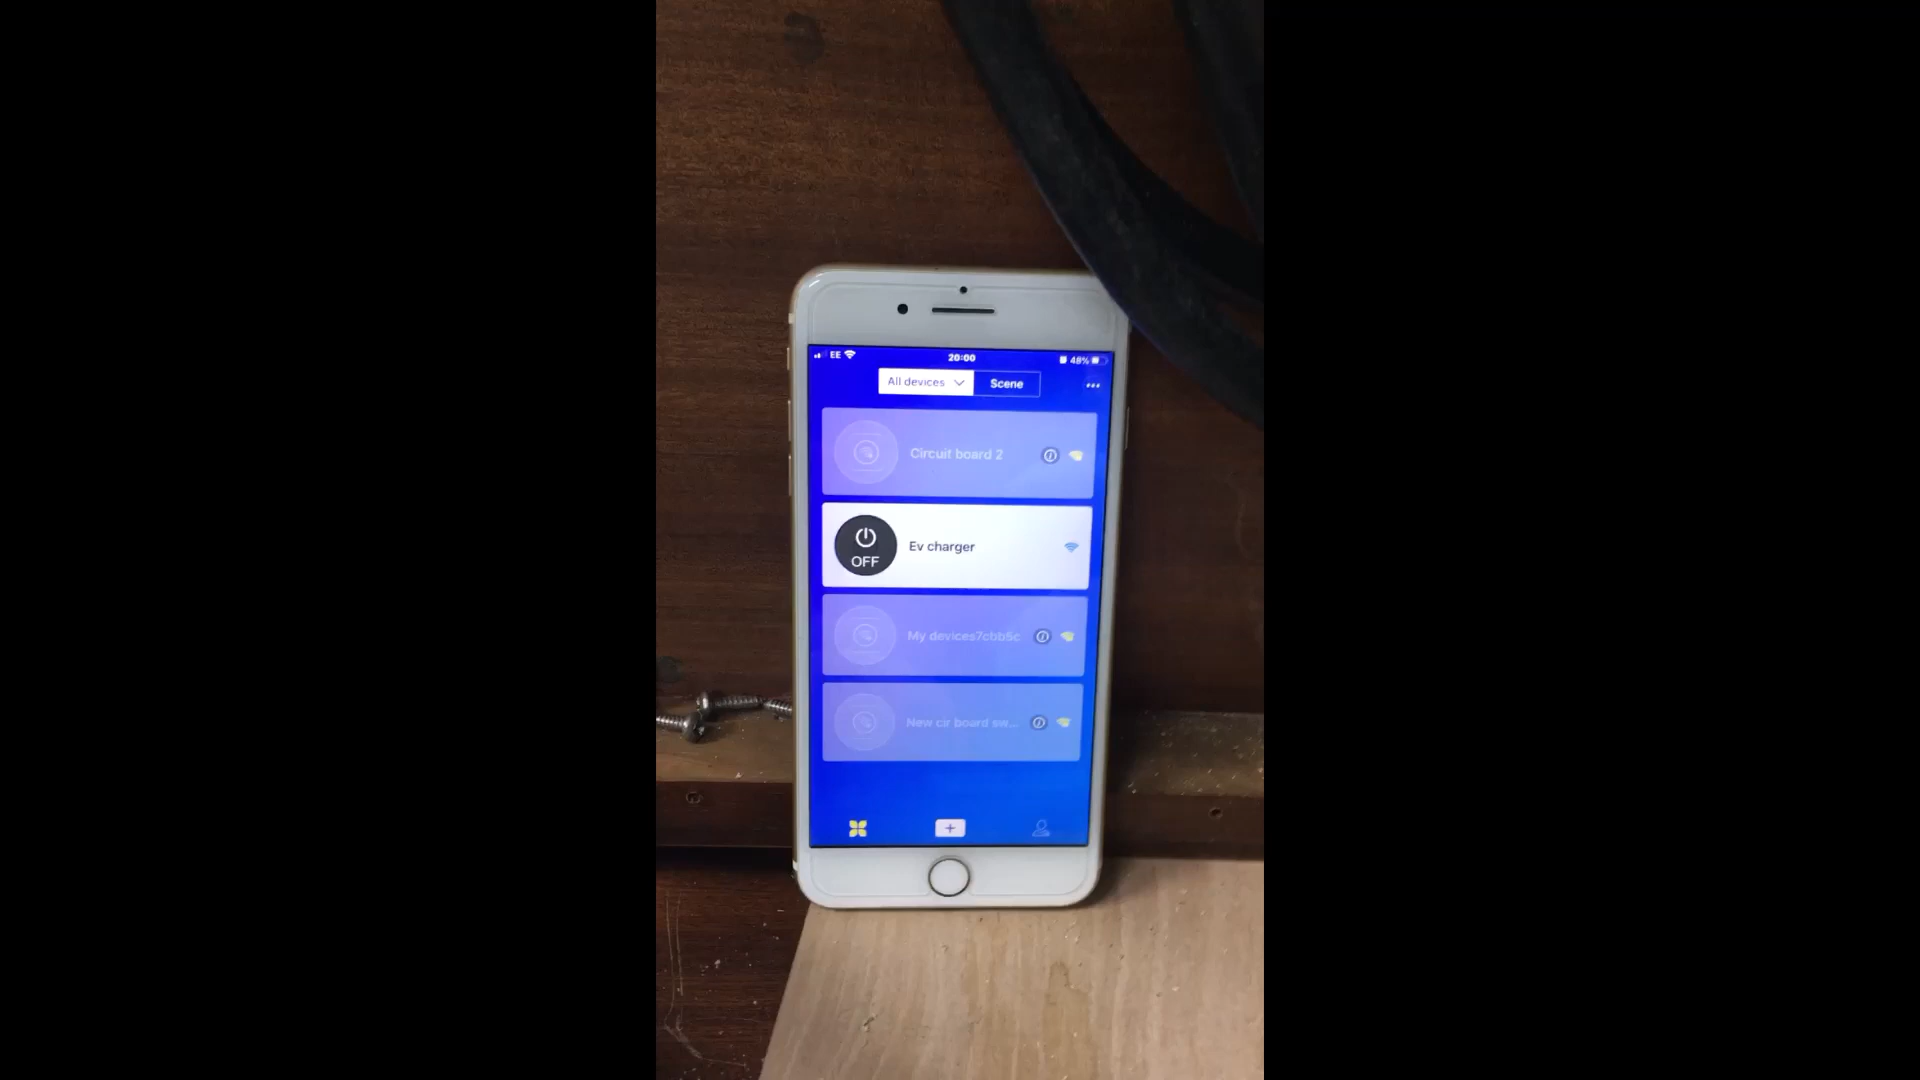 EE 20:00 48%
All devices Scene
Circuit board 2
OFF Ev charger
My devices7cbb5c
New cir board sw...